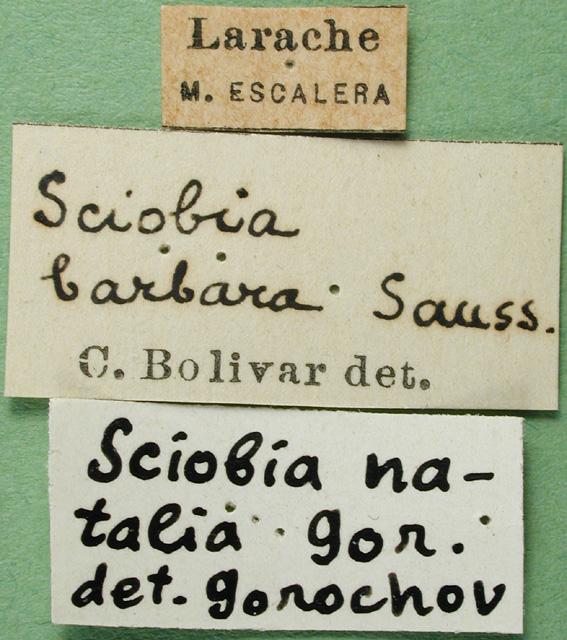 Larache
M. ESCALERA
Sciobia
barbara Sauss.
C. Bolivar det.
Sciobia na-
talia Gor.
det. Gorochov